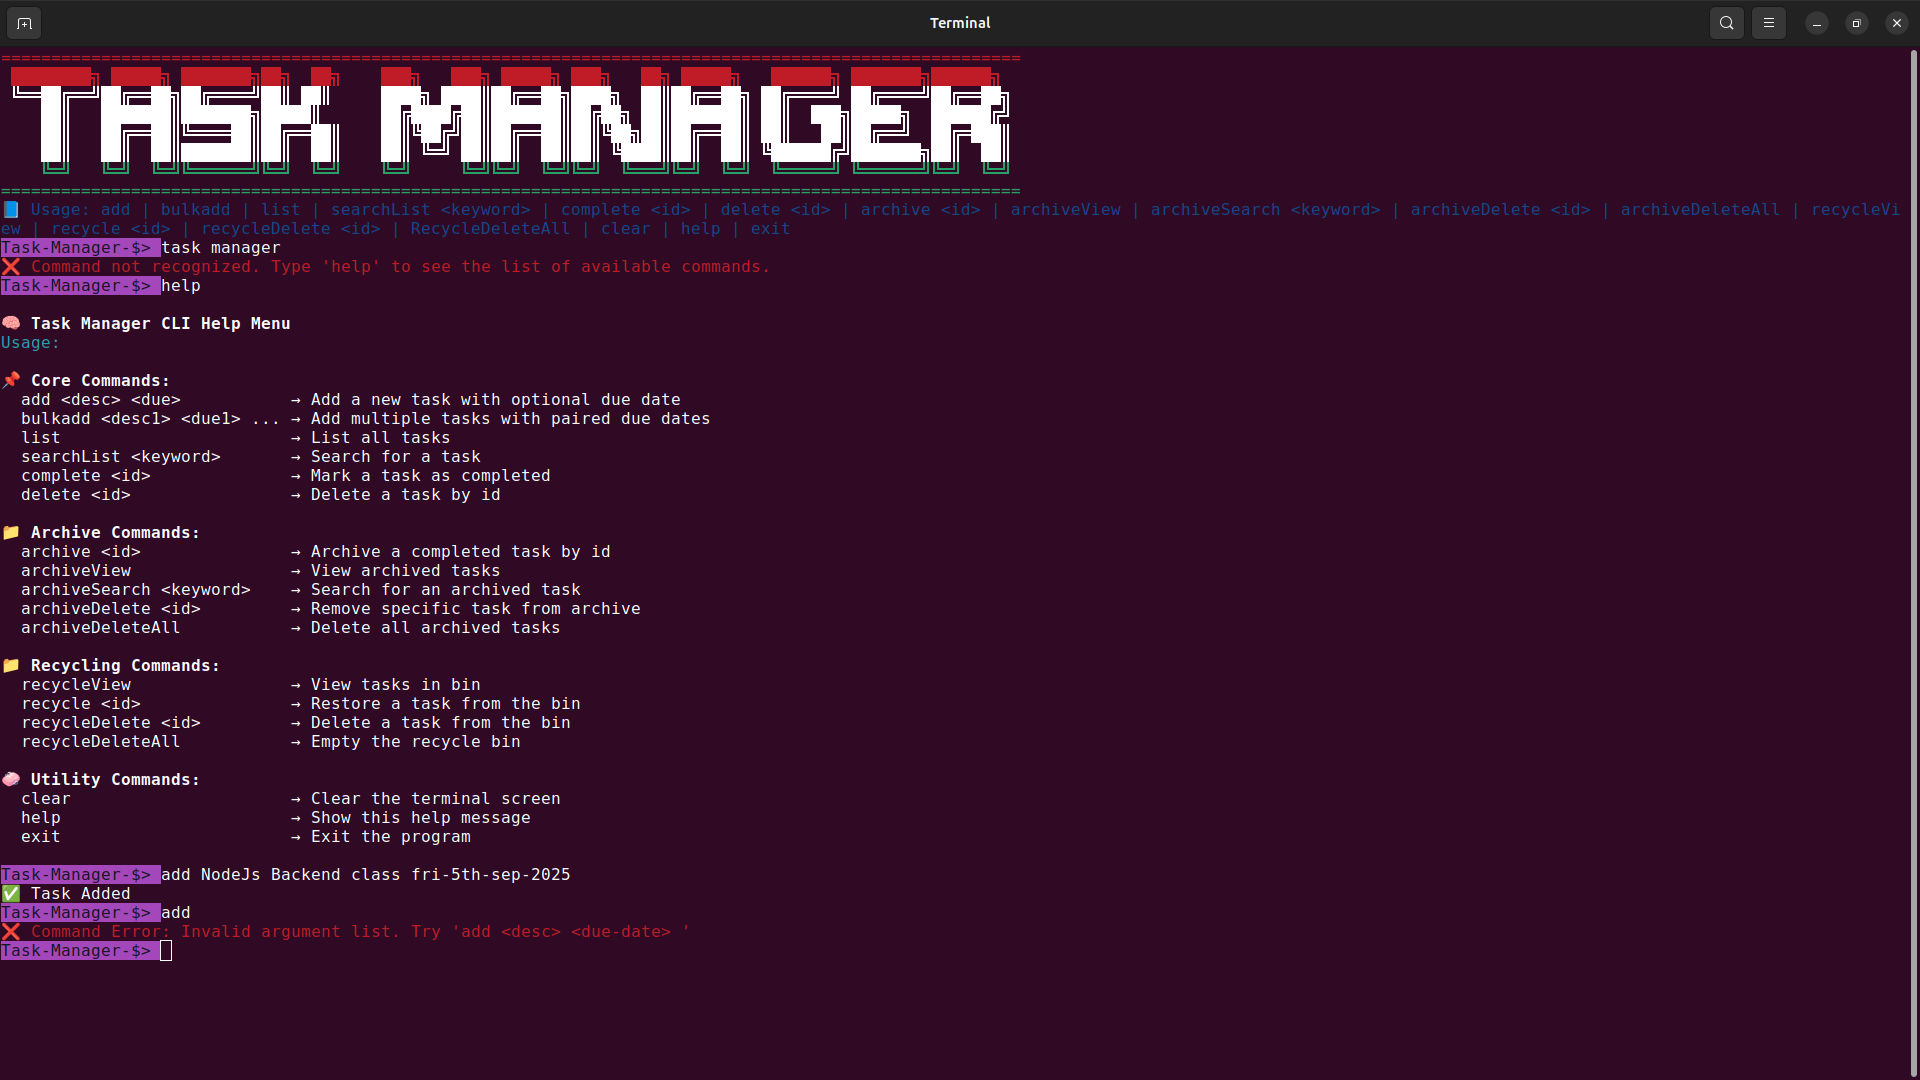 Terminal
====================================================================================================== 
TASK MANAGER
======================================================================================================
📘 Usage: add | bulkadd | list | searchList <keyword> | complete <id> | delete <id> | archive <id> | archiveView | archiveSearch <keyword> | archiveDelete <id> | archiveDeleteAll | recycleVi
ew | recycle <id> | recycleDelete <id> | RecycleDeleteAll | clear | help | exit
Task-Manager-$> task manager
❌ Command not recognized. Type 'help' to see the list of available commands.
Task-Manager-$> help
🧠 Task Manager CLI Help Menu
Usage:
📌 Core Commands:
add <desc> <due> → Add a new task with optional due date
bulkadd <desc1> <due1> ... → Add multiple tasks with paired due dates
list → List all tasks
searchList <keyword> → Search for a task
complete <id> → Mark a task as completed
delete <id> → Delete a task by id
📁 Archive Commands:
archive <id> → Archive a completed task by id
archiveView → View archived tasks
archiveSearch <keyword> → Search for an archived task
archiveDelete <id> → Remove specific task from archive
archiveDeleteAll → Delete all archived tasks
📁 Recycling Commands:
recycleView → View tasks in bin
recycle <id> → Restore a task from the bin
recycleDelete <id> → Delete a task from the bin
recycleDeleteAll → Empty the recycle bin
🧼 Utility Commands:
clear → Clear the terminal screen
help → Show this help message
exit → Exit the program
Task-Manager-$> add NodeJs Backend class fri-5th-sep-2025
✅ Task Added
Task-Manager-$> add
❌ Command Error: Invalid argument list. Try 'add <desc> <due-date> '
Task-Manager-$>